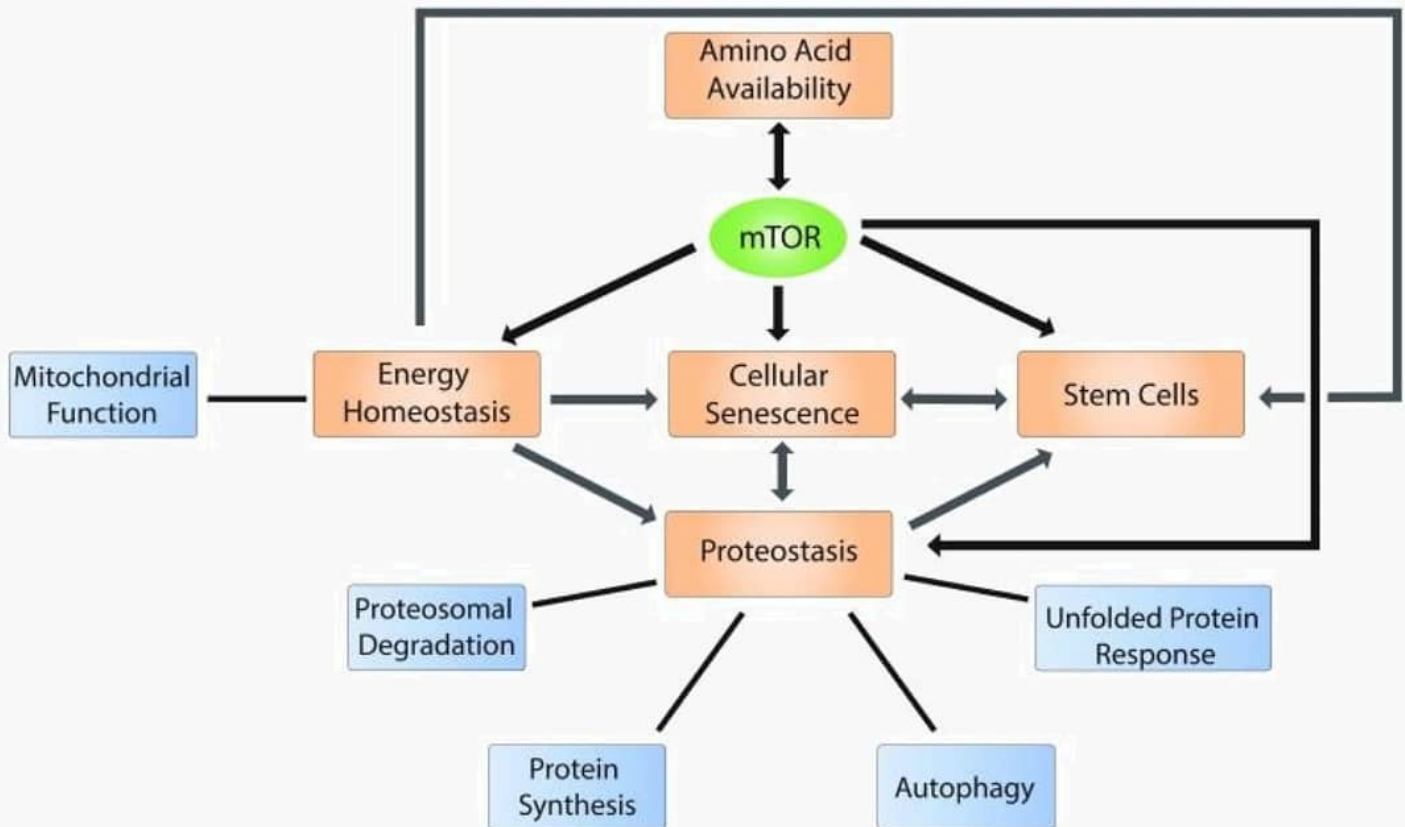 Amino Acid
Availability
mTOR
Mitochondrial
Function
Energy
Homeostasis
Cellular
Senescence
Stem Cells
Proteostasis
Proteosomal
Degradation
Unfolded Protein
Response
Protein
Synthesis
Autophagy